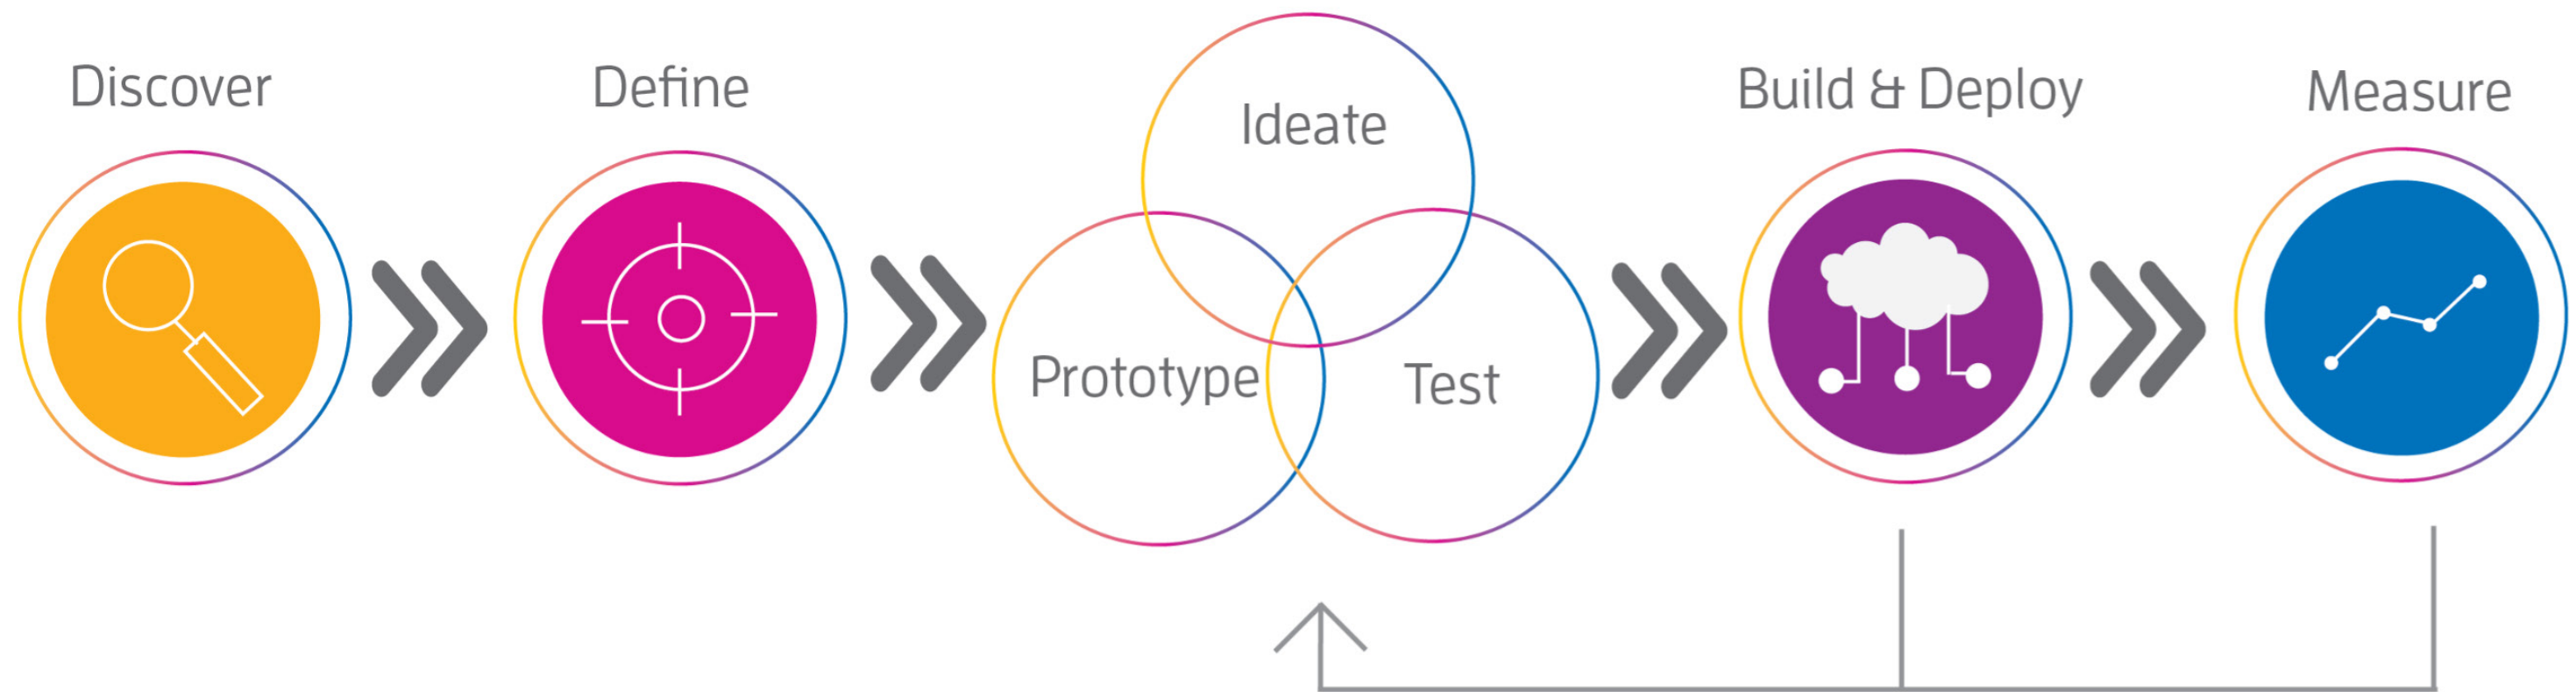 Discover
Define
Ideate
Prototype
Test
Build & Deploy
Measure